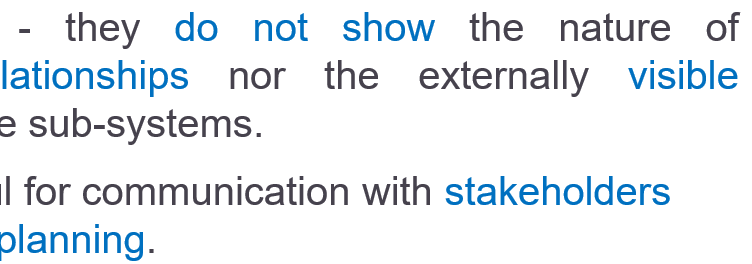 - they do not show the nature of
lationships nor the externally visible
e sub-systems.
l for communication with stakeholders
planning.